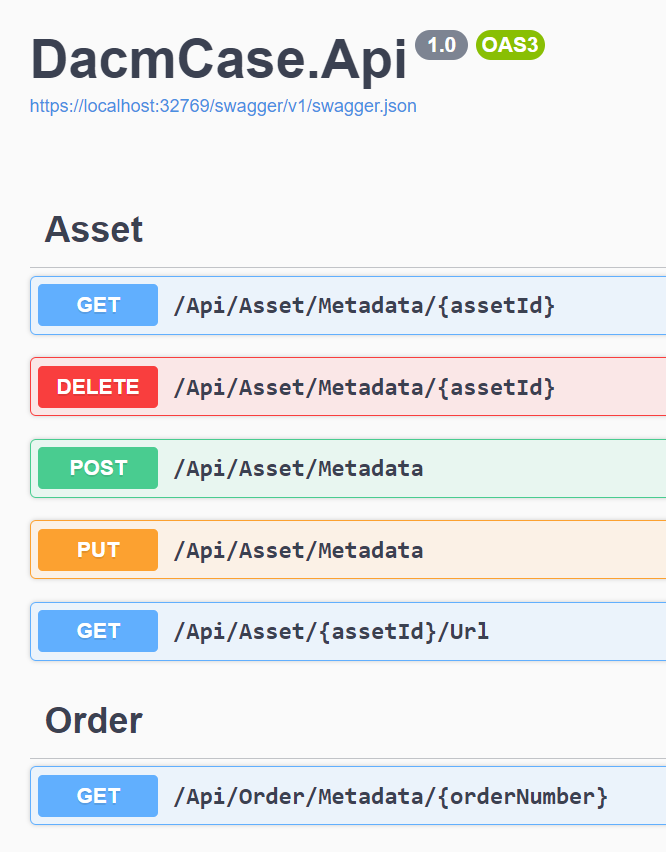 DacmCase.Api 1.0 OAS3
https://localhost:32769/swagger/v1/swagger.json
Asset
GET /Api/Asset/Metadata/{assetId}
DELETE /Api/Asset/Metadata/{assetId}
POST /Api/Asset/Metadata
PUT /Api/Asset/Metadata
GET /Api/Asset/{assetId}/Url
Order
GET /Api/Order/Metadata/{orderNumber}